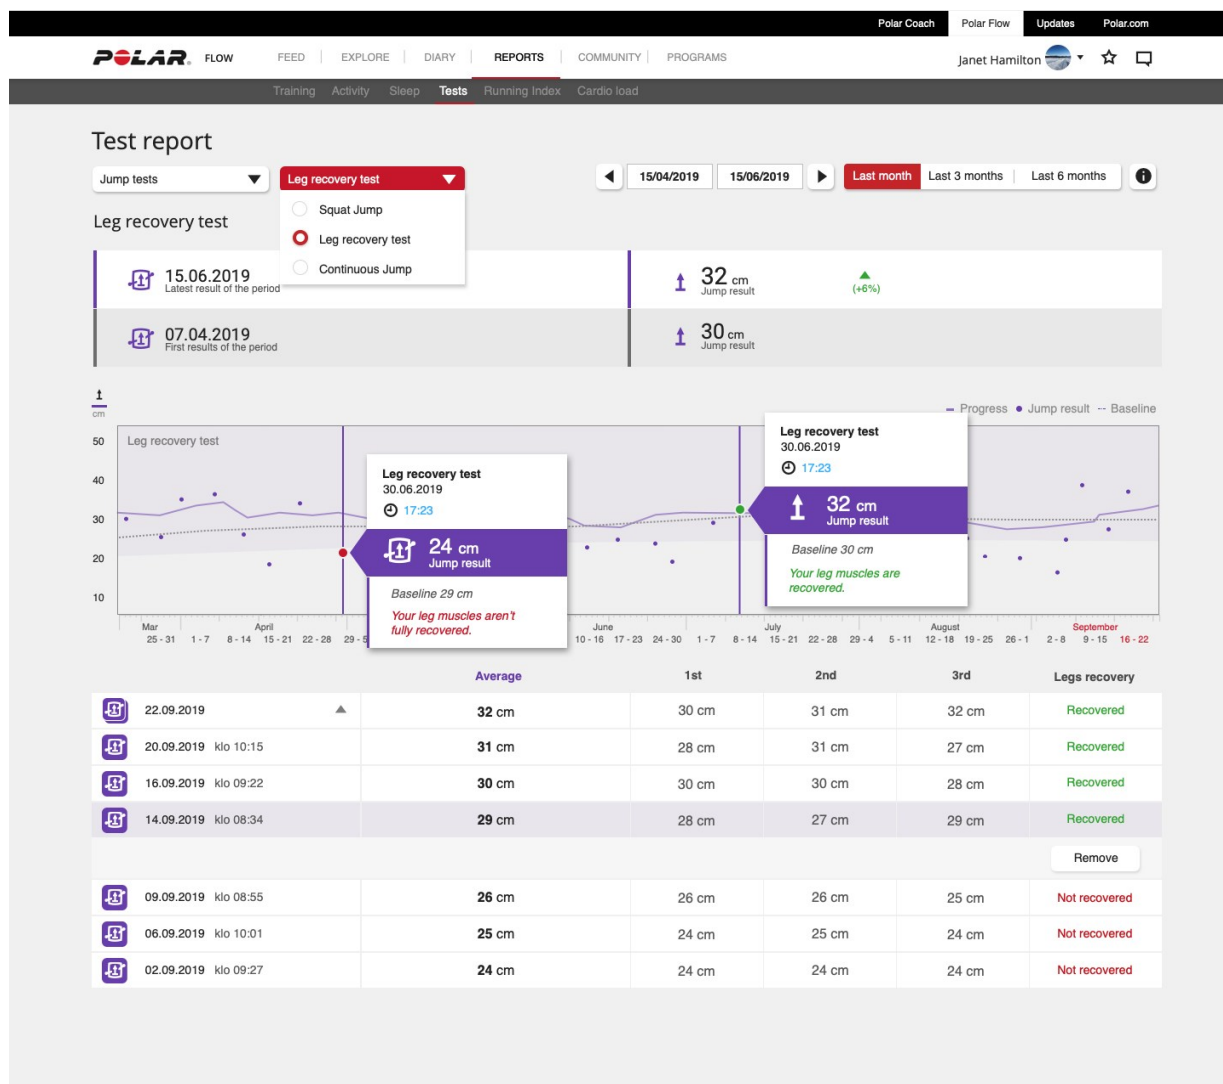 Polar Coach Polar Flow Updates Polar.com
POLAR. FLOW FEED EXPLORE DIARY REPORTS COMMUNITY PROGRAMS Janet Hamilton
Training Activity Sleep Tests Running Index Cardio load
Test report
Jump tests Leg recovery test 15/04/2019 15/06/2019 Last month Last 3 months Last 6 months i
Squat Jump
Leg recovery test
Leg recovery test
Continuous Jump
15.06.2019
Latest result of the period
32 cm
Jump result
(+6%)
07.04.2019
First results of the period
30 cm
Jump result
cm
Progress Jump result Baseline
50
40
30
20
10
Leg recovery test
Leg recovery test
30.06.2019
17:23
24 cm
Jump result
Baseline 29 cm
Your leg muscles aren't
fully recovered.
Leg recovery test
30.06.2019
17:23
32 cm
Jump result
Baseline 30 cm
Your leg muscles are
recovered.
Mar April June July August September
25 - 31 1 - 7 8 - 14 15 - 21 22 - 28 29 - 5 10 - 16 17 - 23 24 - 30 1 - 7 8 - 14 15 - 21 22 - 28 29 - 4 5 - 11 12 - 18 19 - 25 26 - 1 2 - 8 9 - 15 16 - 22
Average 1st 2nd 3rd Legs recovery
22.09.2019 32 cm 30 cm 31 cm 32 cm Recovered
20.09.2019 klo 10:15 31 cm 28 cm 31 cm 27 cm Recovered
16.09.2019 klo 09:22 30 cm 30 cm 30 cm 28 cm Recovered
14.09.2019 klo 08:34 29 cm 28 cm 27 cm 29 cm Recovered
Remove
09.09.2019 klo 08:55 26 cm 26 cm 26 cm 25 cm Not recovered
06.09.2019 klo 10:01 25 cm 24 cm 25 cm 24 cm Not recovered
02.09.2019 klo 09:27 24 cm 24 cm 24 cm 24 cm Not recovered